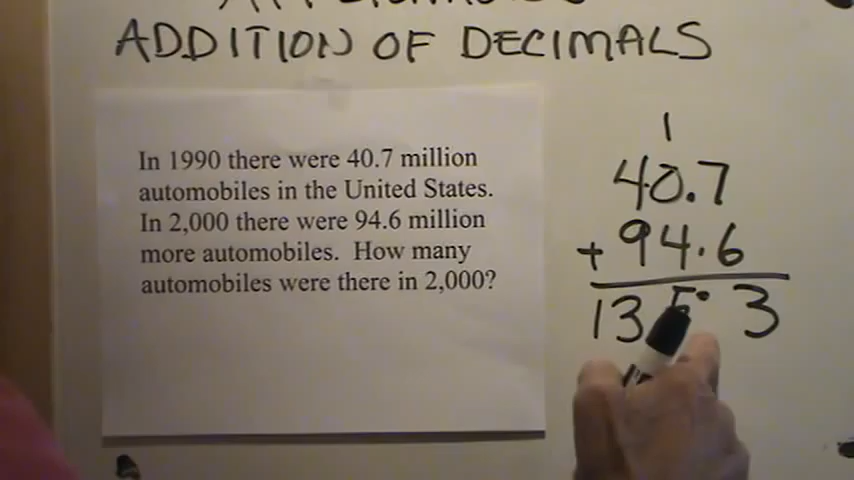 ADDITION OF DECIMALS
In 1990 there were 40.7 million
automobiles in the United States.
In 2,000 there were 94.6 million
more automobiles. How many
automobiles were there in 2,000?
1
40.7
+ 94.6
135.3